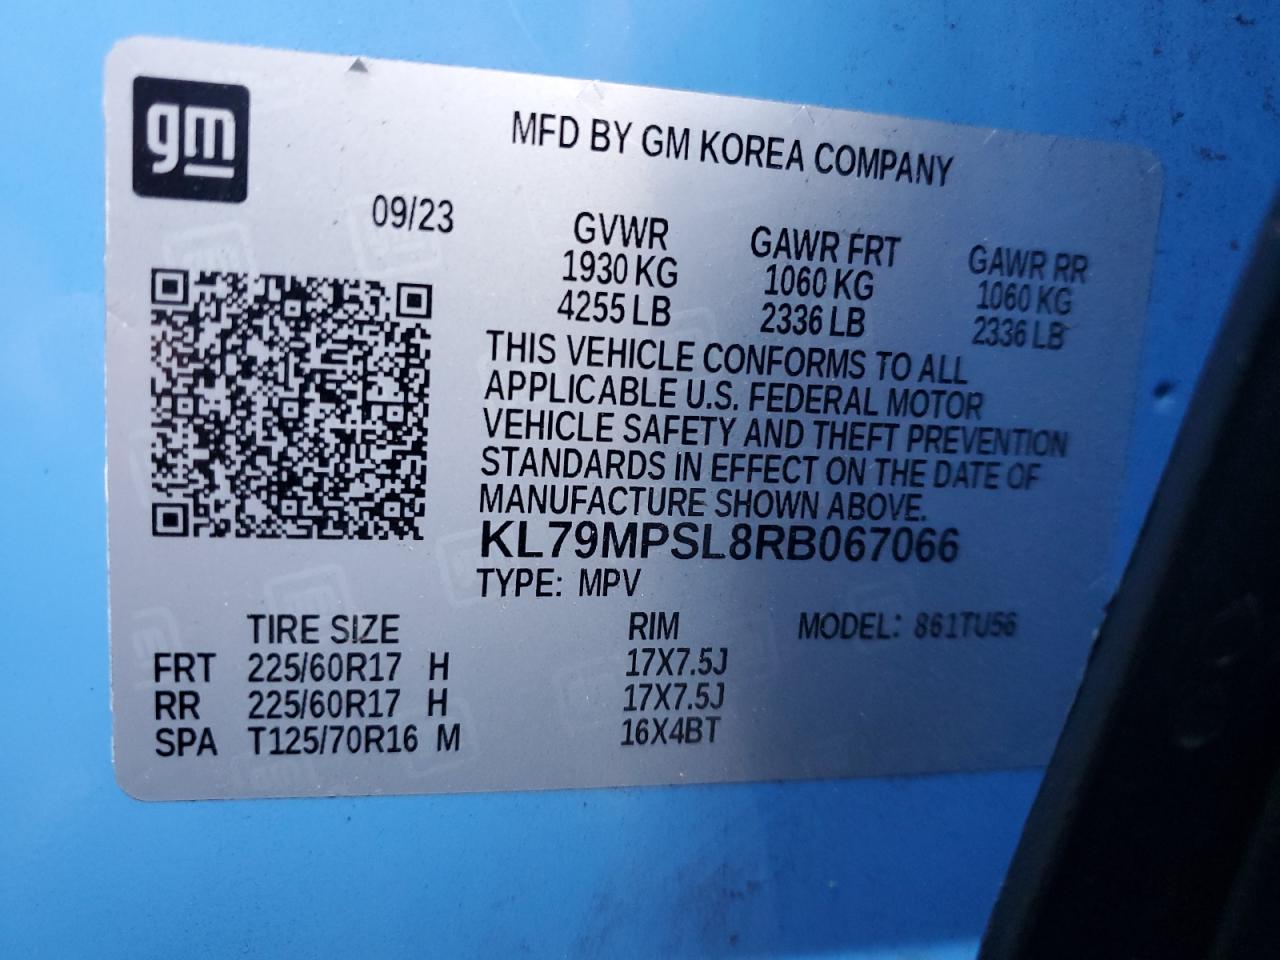 gm
MFD BY GM KOREA COMPANY
09/23
GVWR GAWR FRT GAWR RR
1930 KG 1060 KG 1060 KG
4255 LB 2336 LB 2336 LB
THIS VEHICLE CONFORMS TO ALL
APPLICABLE U.S. FEDERAL MOTOR
VEHICLE SAFETY AND THEFT PREVENTION
STANDARDS IN EFFECT ON THE DATE OF
MANUFACTURE SHOWN ABOVE.
KL79MPSL8RB067066
TYPE: MPV
TIRE SIZE RIM MODEL: 861TU56
FRT 225/60R17 H 17X7.5J
RR 225/60R17 H 17X7.5J
SPA T125/70R16 M 16X4BT